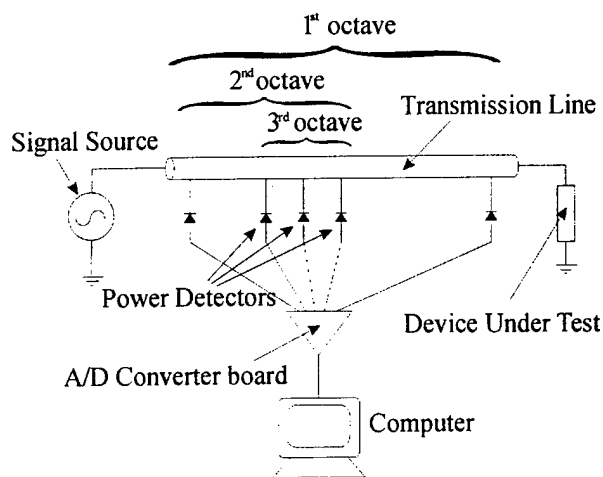 1st octave
2nd octave
3rd octave
Transmission Line
Signal Source
Power Detectors
Device Under Test
A/D Converter board
Computer